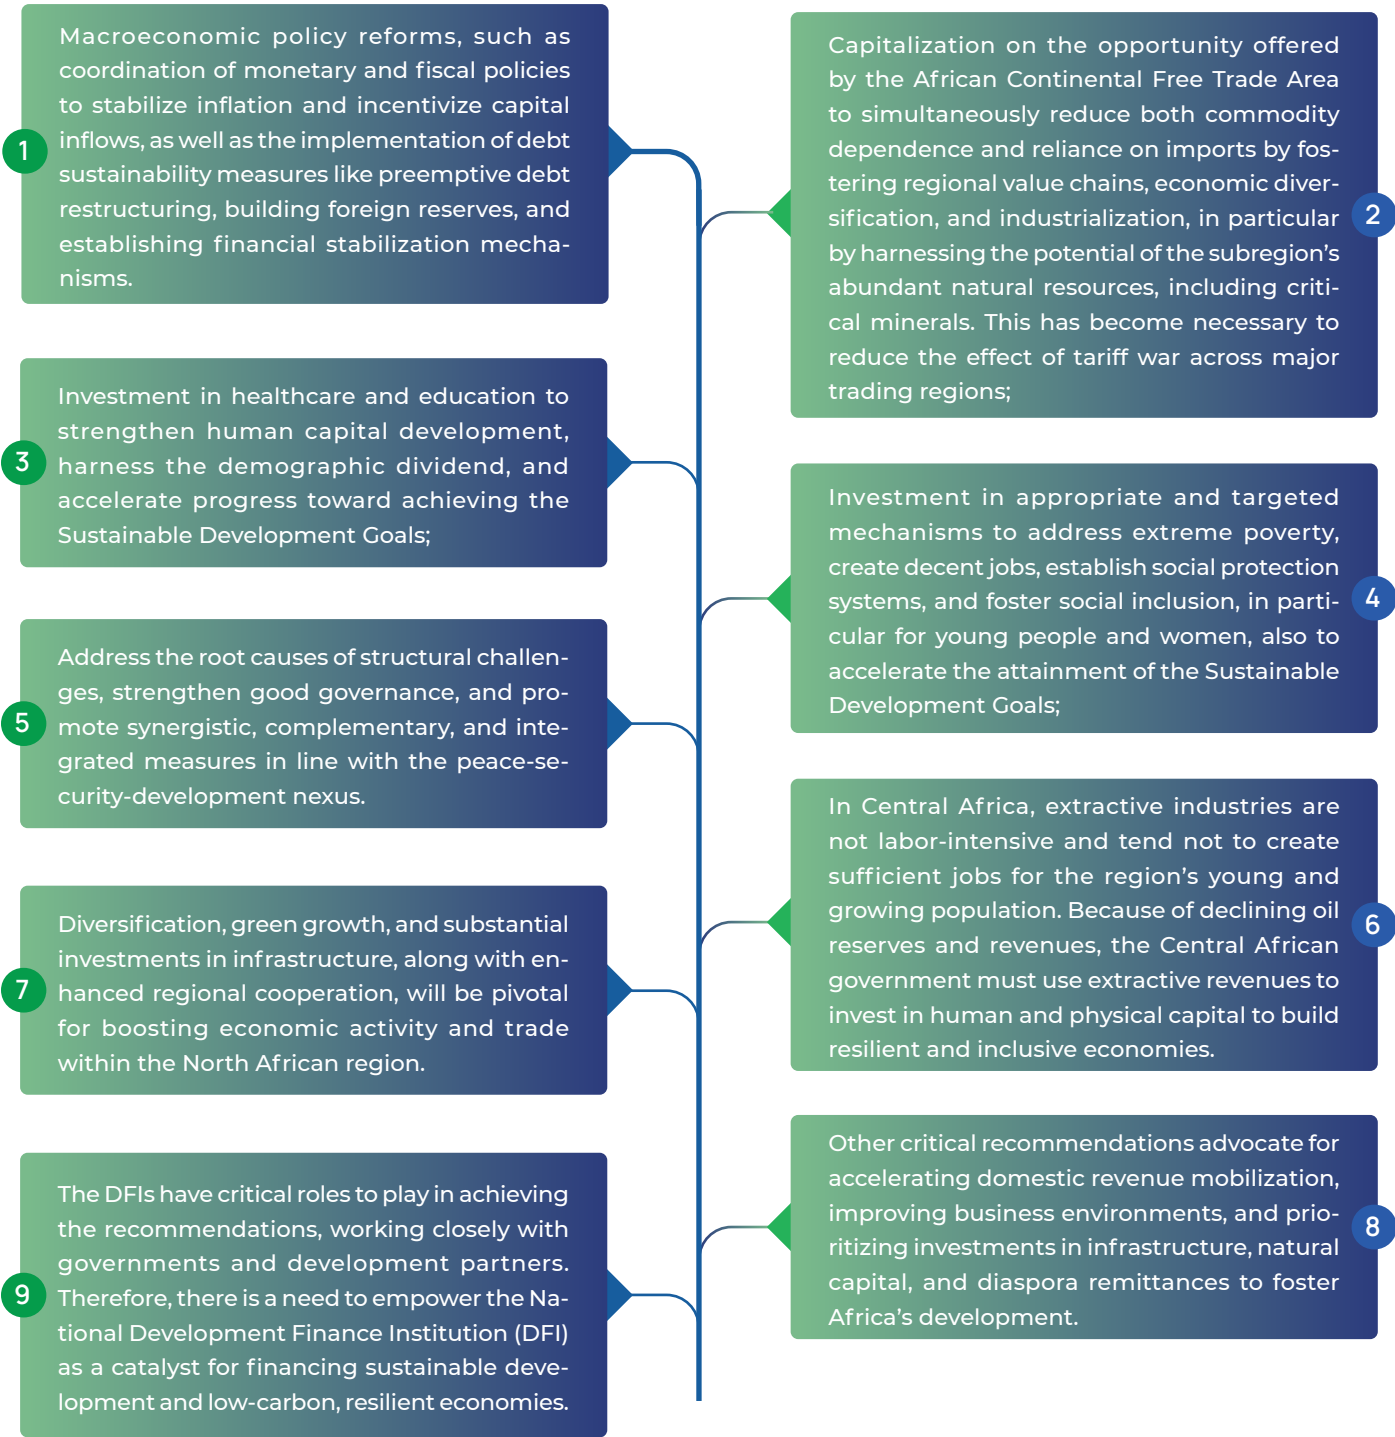 1
Macroeconomic policy reforms, such as
coordination of monetary and fiscal policies
to stabilize inflation and incentivize capital
inflows, as well as the implementation of debt
sustainability measures like preemptive debt
restructuring, building foreign reserves, and
establishing financial stabilization mecha-
nisms.
2
Capitalization on the opportunity offered
by the African Continental Free Trade Area
to simultaneously reduce both commodity
dependence and reliance on imports by fos-
tering regional value chains, economic diver-
sification, and industrialization, in particular
by harnessing the potential of the subregion's
abundant natural resources, including criti-
cal minerals. This has become necessary to
reduce the effect of tariff war across major
trading regions;
3
Investment in healthcare and education to
strengthen human capital development,
harness the demographic dividend, and
accelerate progress toward achieving the
Sustainable Development Goals;
4
Investment in appropriate and targeted
mechanisms to address extreme poverty,
create decent jobs, establish social protection
systems, and foster social inclusion, in parti-
cular for young people and women, also to
accelerate the attainment of the Sustainable
Development Goals;
5
Address the root causes of structural challen-
ges, strengthen good governance, and pro-
mote synergistic, complementary, and inte-
grated measures in line with the peace-se-
curity-development nexus.
6
In Central Africa, extractive industries are
not labor-intensive and tend not to create
sufficient jobs for the region's young and
growing population. Because of declining oil
reserves and revenues, the Central African
government must use extractive revenues to
invest in human and physical capital to build
resilient and inclusive economies.
7
Diversification, green growth, and substantial
investments in infrastructure, along with en-
hanced regional cooperation, will be pivotal
for boosting economic activity and trade
within the North African region.
8
Other critical recommendations advocate for
accelerating domestic revenue mobilization,
improving business environments, and prio-
ritizing investments in infrastructure, natural
capital, and diaspora remittances to foster
Africa's development.
9
The DFIs have critical roles to play in achieving
the recommendations, working closely with
governments and development partners.
Therefore, there is a need to empower the Na-
tional Development Finance Institution (DFI)
as a catalyst for financing sustainable deve-
lopment and low-carbon, resilient economies.